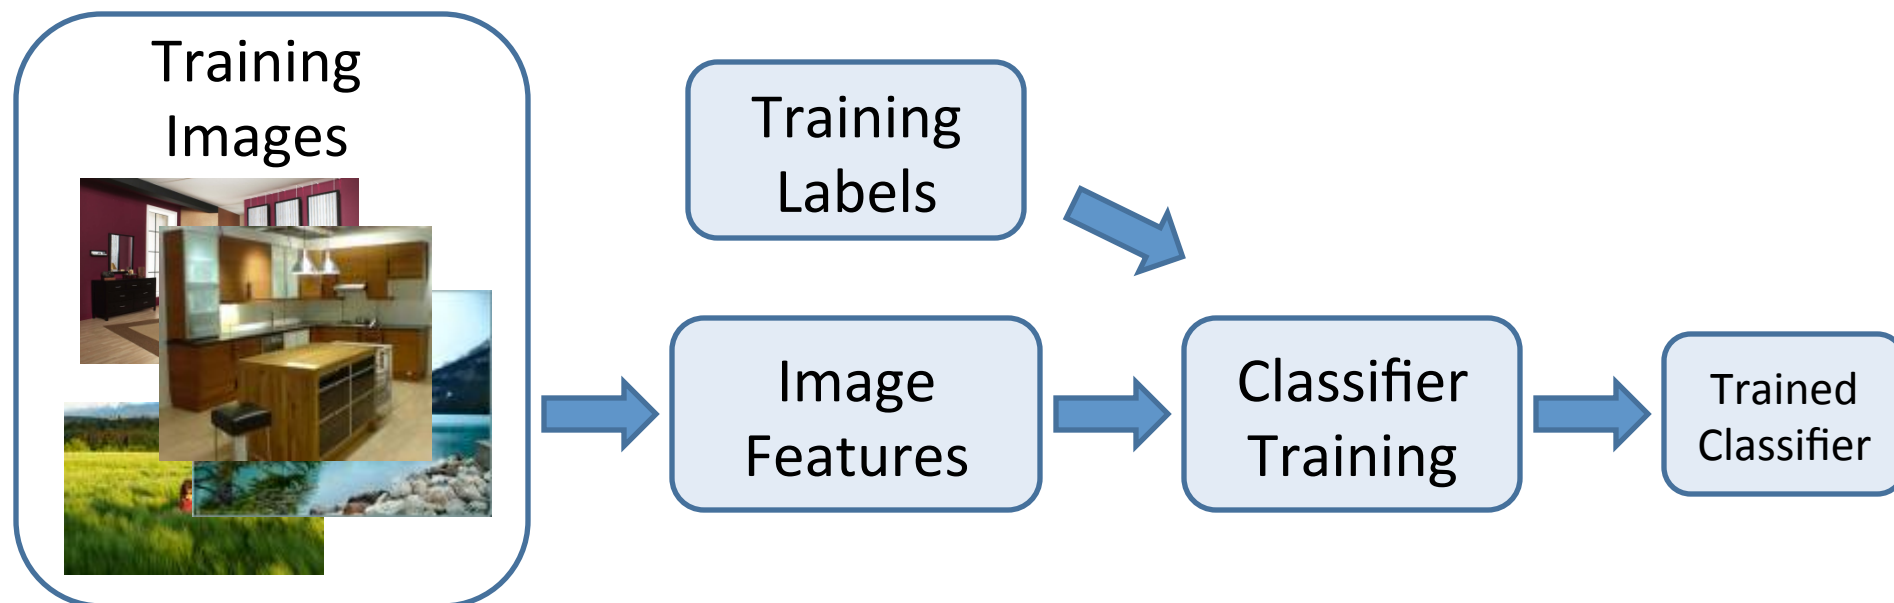 Training
Images
Training
Labels
Image
Features
Classifier
Training
Trained
Classifier